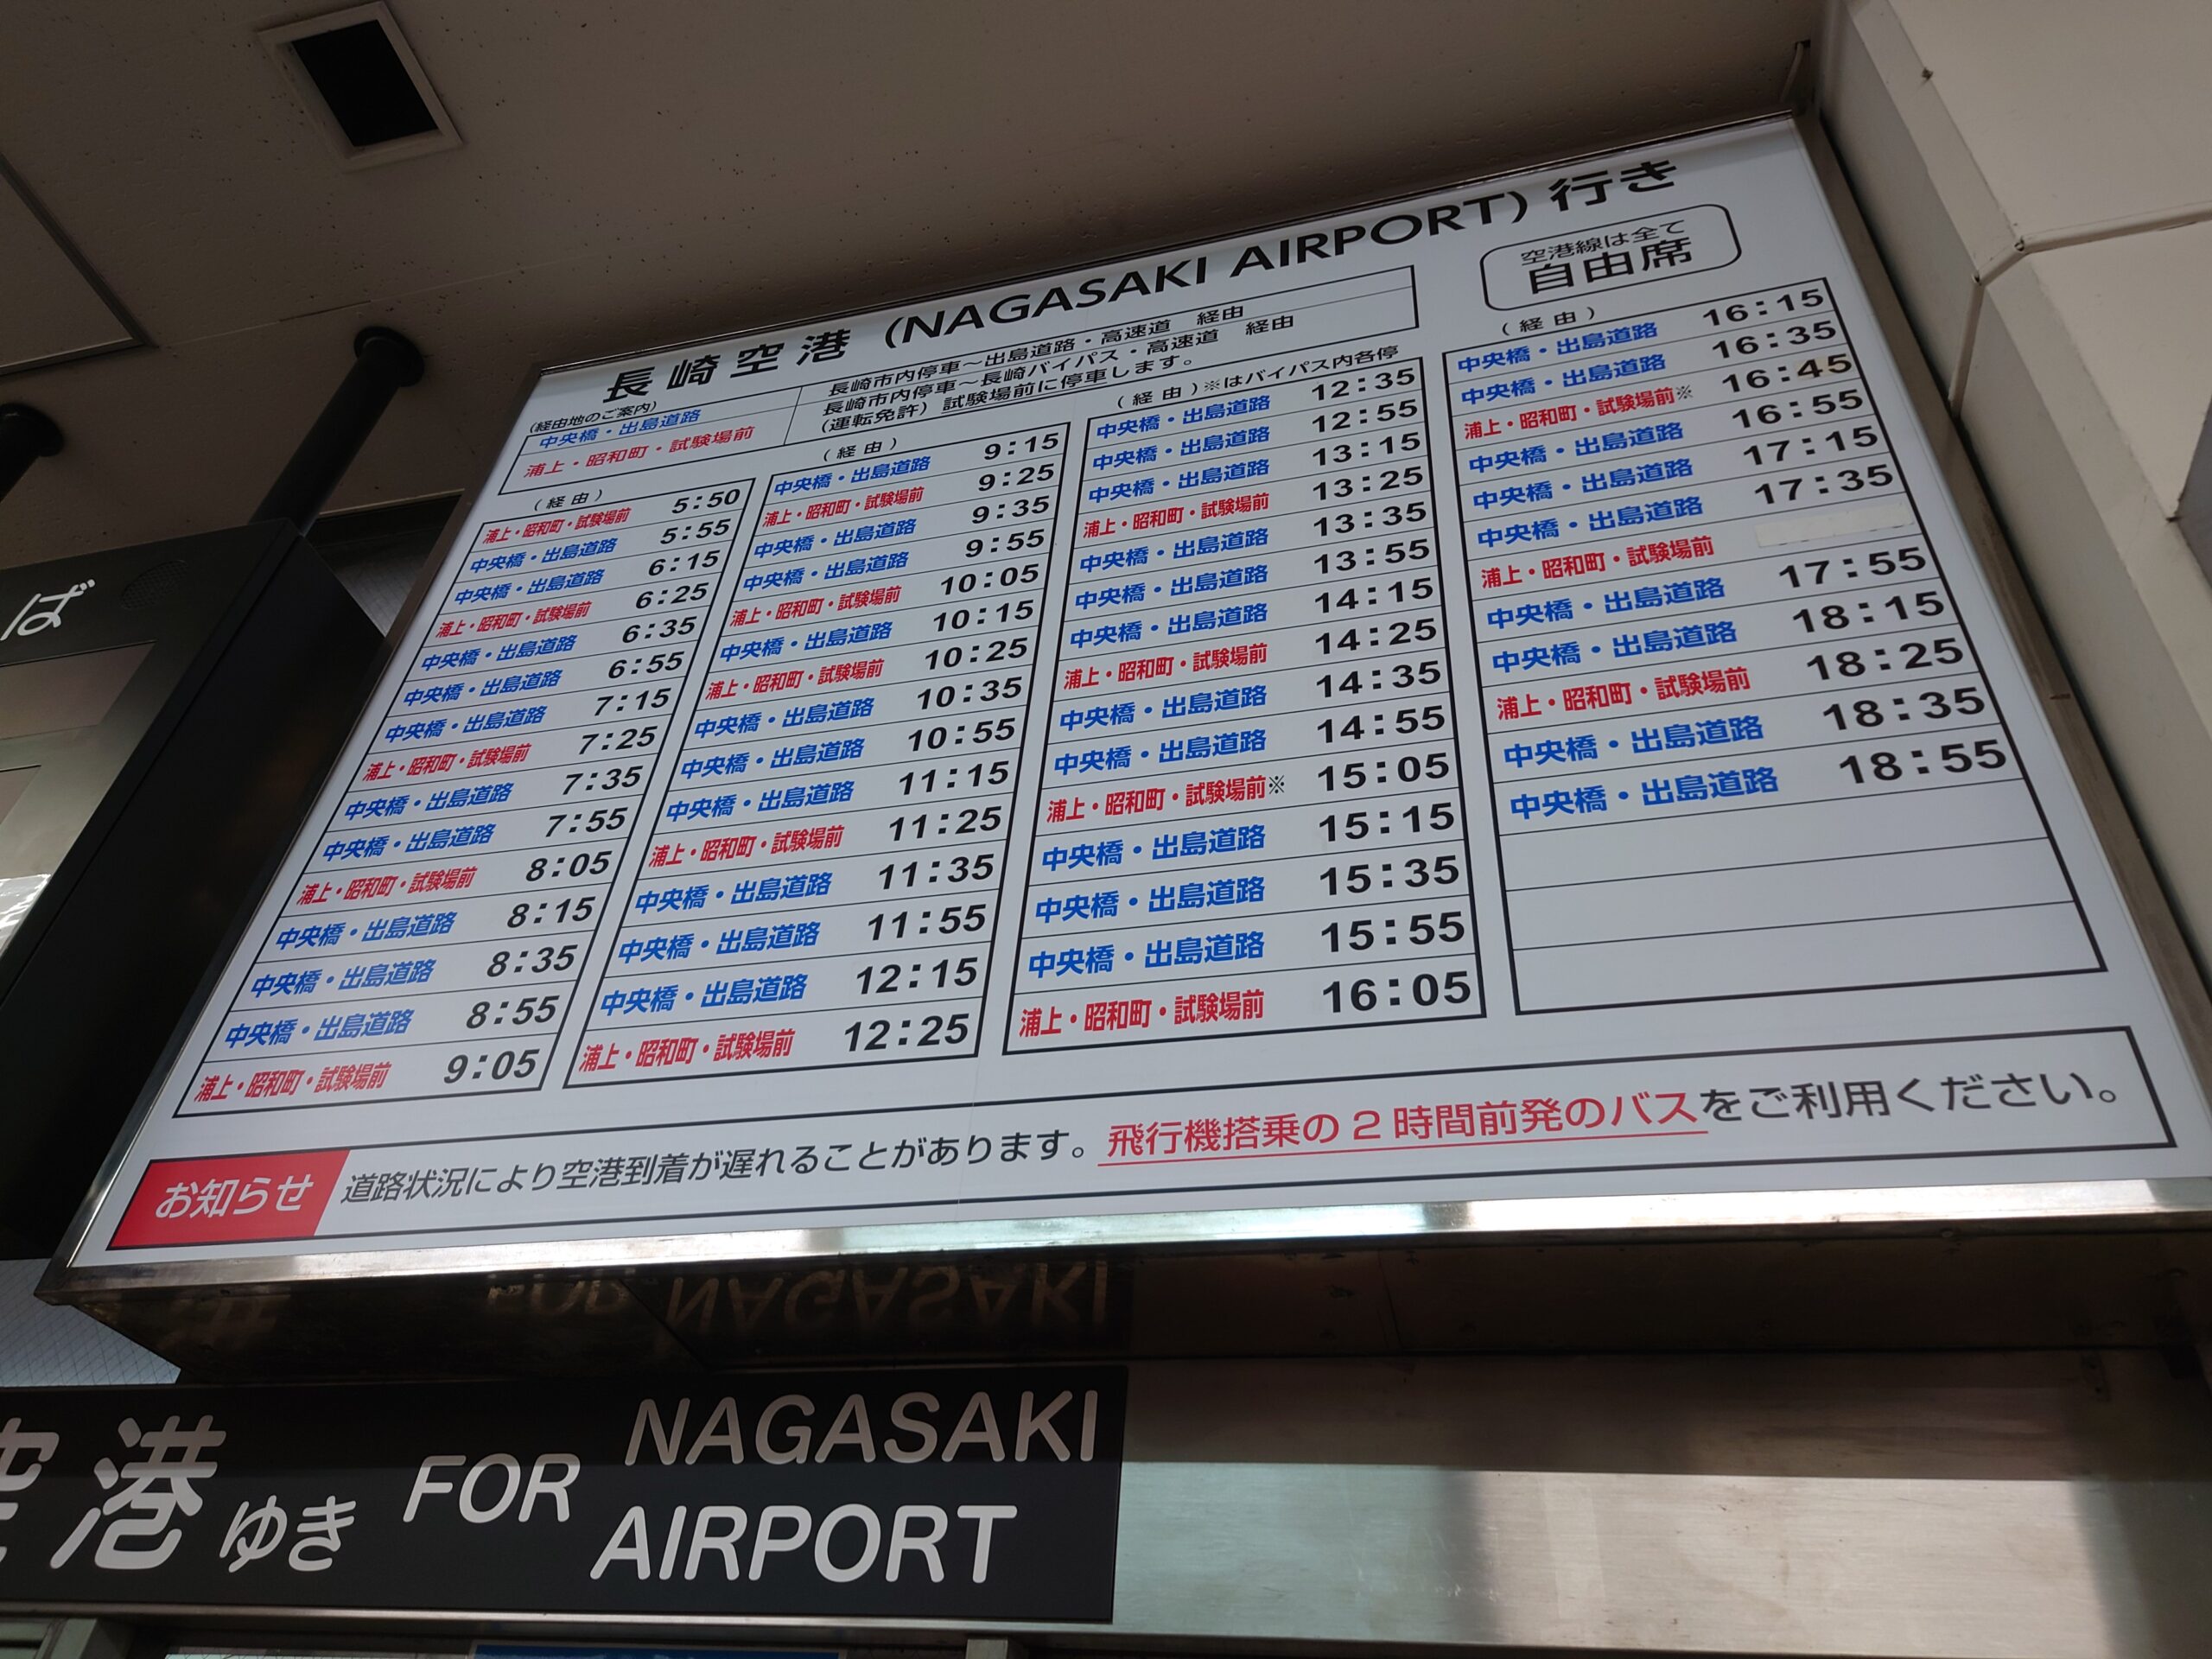 長崎空港 (NAGASAKI AIRPORT) 行き
空港線は全て
自由席
(経由地のご案内)
中央橋・出島道路 長崎市内停車～出島道路・高速道 経由
浦上・昭和町・試験場前 長崎市内停車～長崎バイパス・高速道 経由
(運転免許) 試験場前に停車します。
(経由)
浦上・昭和町・試験場前 5:50
中央橋・出島道路 5:55
中央橋・出島道路 6:15
浦上・昭和町・試験場前 6:25
中央橋・出島道路 6:35
中央橋・出島道路 6:55
中央橋・出島道路 7:15
浦上・昭和町・試験場前 7:25
中央橋・出島道路 7:35
中央橋・出島道路 7:55
浦上・昭和町・試験場前 8:05
中央橋・出島道路 8:15
中央橋・出島道路 8:35
中央橋・出島道路 8:55
浦上・昭和町・試験場前 9:05
(経由)
中央橋・出島道路 9:15
浦上・昭和町・試験場前 9:25
中央橋・出島道路 9:35
中央橋・出島道路 9:55
浦上・昭和町・試験場前 10:05
中央橋・出島道路 10:15
浦上・昭和町・試験場前 10:25
中央橋・出島道路 10:35
中央橋・出島道路 10:55
中央橋・出島道路 11:15
浦上・昭和町・試験場前 11:25
中央橋・出島道路 11:35
中央橋・出島道路 11:55
中央橋・出島道路 12:15
浦上・昭和町・試験場前 12:25
(経由)※はバイパス内各停
中央橋・出島道路 12:35
中央橋・出島道路 12:55
中央橋・出島道路 13:15
浦上・昭和町・試験場前 13:25
中央橋・出島道路 13:35
中央橋・出島道路 13:55
中央橋・出島道路 14:15
浦上・昭和町・試験場前 14:25
中央橋・出島道路 14:35
中央橋・出島道路 14:55
浦上・昭和町・試験場前※ 15:05
中央橋・出島道路 15:15
中央橋・出島道路 15:35
中央橋・出島道路 15:55
浦上・昭和町・試験場前 16:05
(経由)
中央橋・出島道路 16:15
中央橋・出島道路 16:35
浦上・昭和町・試験場前※ 16:45
中央橋・出島道路 16:55
中央橋・出島道路 17:15
中央橋・出島道路 17:35
浦上・昭和町・試験場前
中央橋・出島道路 17:55
中央橋・出島道路 18:15
浦上・昭和町・試験場前 18:25
中央橋・出島道路 18:35
中央橋・出島道路 18:55
お知らせ 道路状況により空港到着が遅れることがあります。飛行機搭乗の2時間前発のバスをご利用ください。
ば
空港ゆき FOR NAGASAKI
AIRPORT